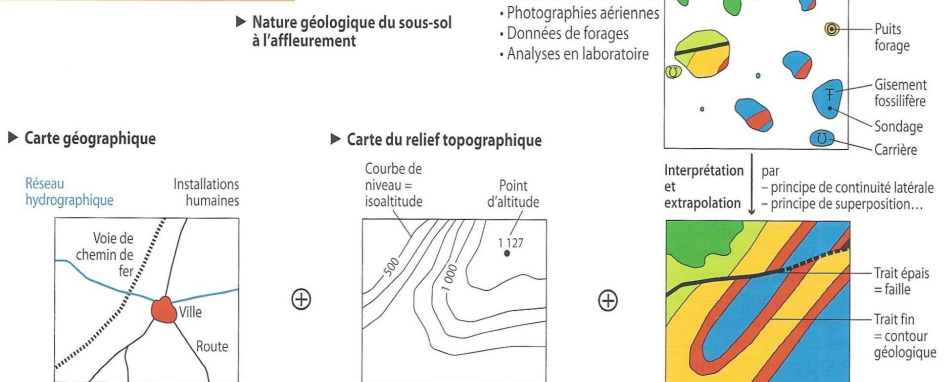 ▶ Nature géologique du sous-sol
à l'affleurement
• Photographies aériennes
• Données de forages
• Analyses en laboratoire
Puits
forage
Gisement
fossilifère
Sondage
Carrière
▶ Carte géographique
Réseau
hydrographique
Installations
humaines
Voie de
chemin de
fer
Ville
Route
⊕
▶ Carte du relief topographique
Courbe de
niveau =
isoaltitude
Point
d'altitude
1 127
500
1 000
⊕
Interprétation
et
extrapolation
par
– principe de continuité latérale
– principe de superposition…
Trait épais
= faille
Trait fin
= contour
géologique